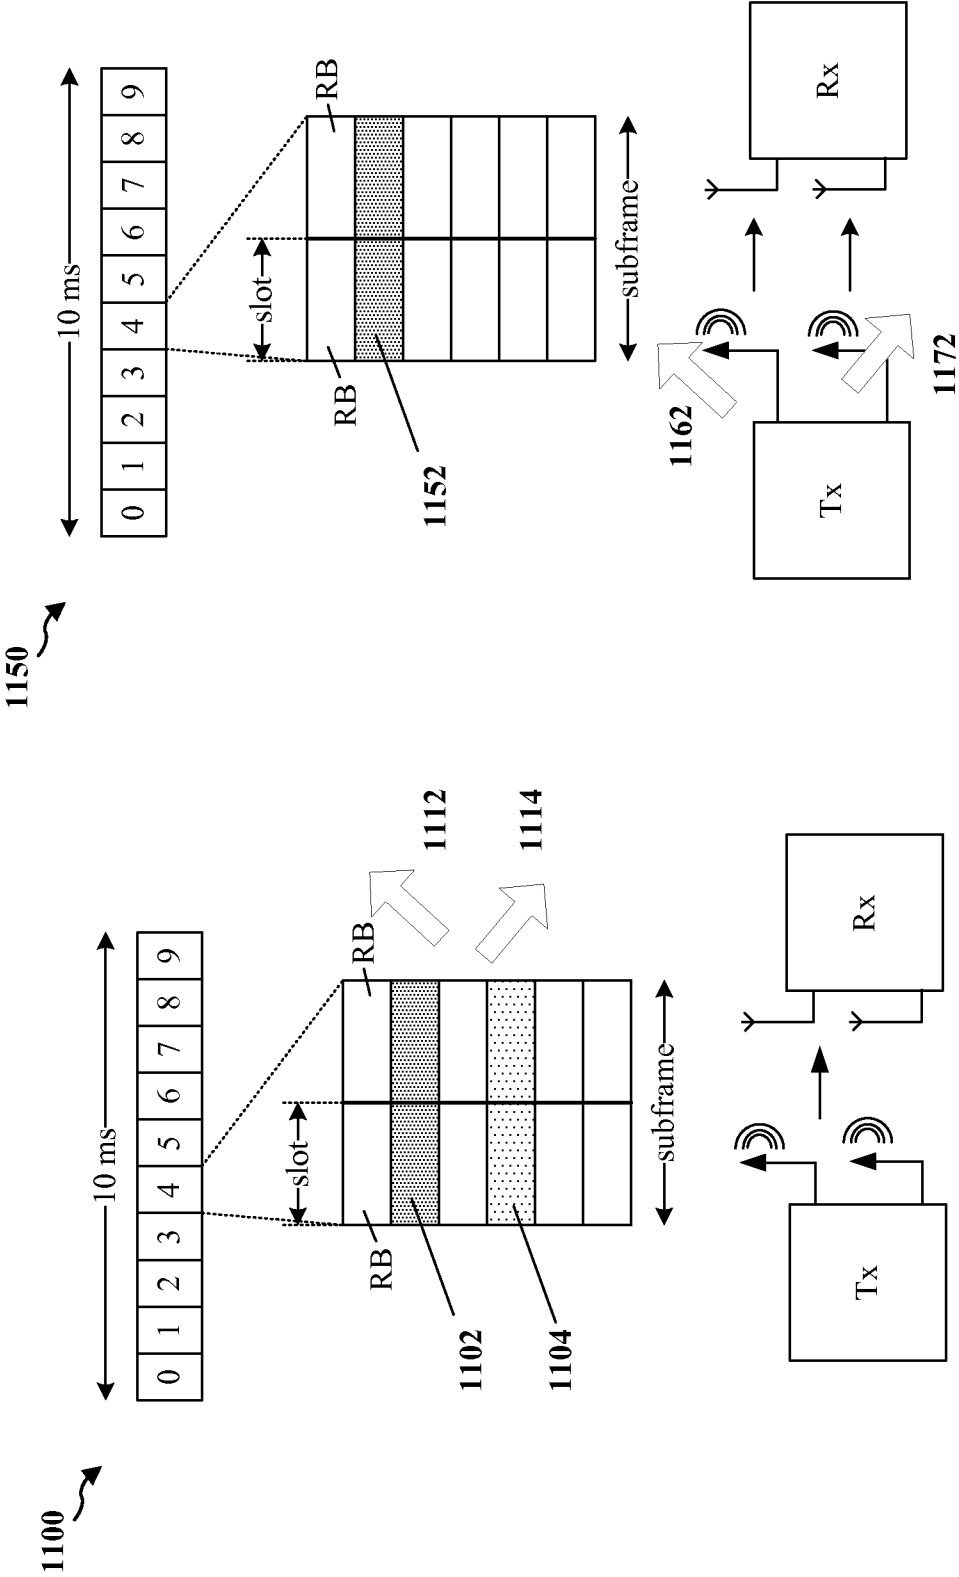 1100
10 ms
0 1 2 3 4 5 6 7 8 9
slot
RB
RB
1102
1104
1112
1114
subframe
Tx
Rx
1150
10 ms
0 1 2 3 4 5 6 7 8 9
slot
RB
RB
1152
subframe
1162
1172
Tx
Rx